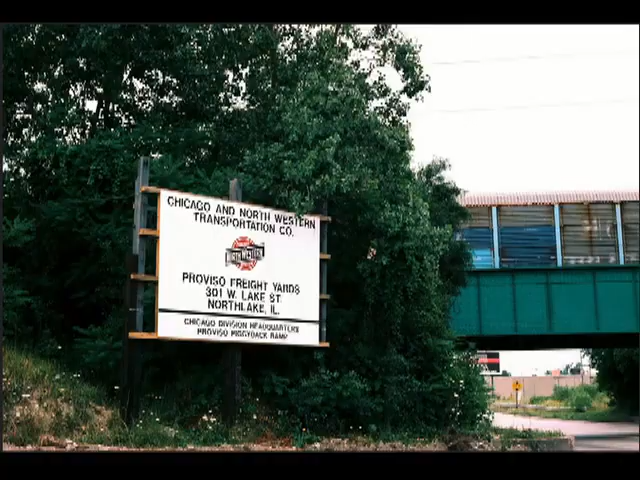 CHICAGO AND NORTH WESTERN
TRANSPORTATION CO.
NORTH WESTERN
PROVISO FREIGHT YARDS
301 W. LAKE ST.
NORTHLAKE, IL.
CHICAGO DIVISION HEADQUARTERS
PROVISO PIGGYBACK RAMP